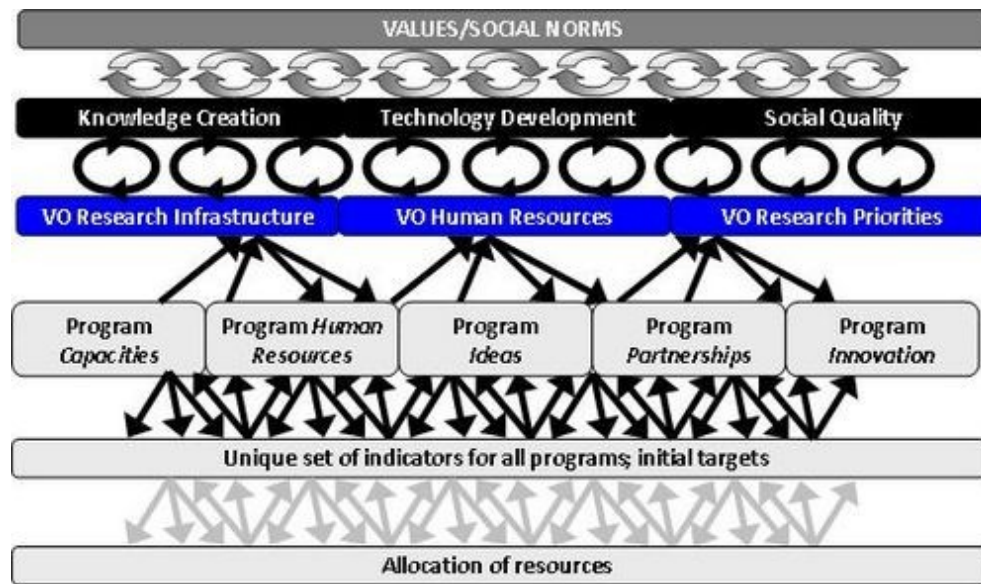 VALUES/SOCIAL NORMS
Knowledge Creation
Technology Development
Social Quality
VO Research Infrastructure
VO Human Resources
VO Research Priorities
Program
Capacities
Program Human
Resources
Program
Ideas
Program
Partnerships
Program
Innovation
Unique set of indicators for all programs; initial targets
Allocation of resources